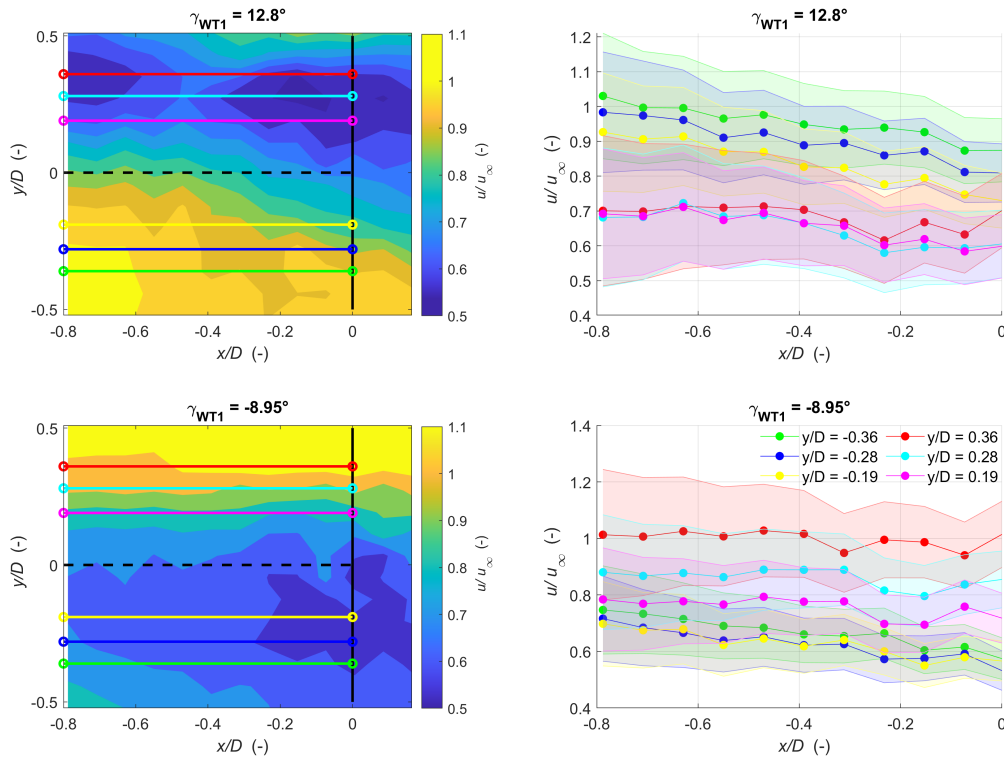 γWT1 = 12.8°
0.5
0
-0.5
y/D (-)
-0.8 -0.6 -0.4 -0.2 0
x/D (-)
1.1
1
0.9
0.8
0.7
0.6
0.5
u/ u∞ (-)
γWT1 = 12.8°
1.2
1.1
1
0.9
0.8
0.7
0.6
0.5
0.4
u/ u∞ (-)
-0.8 -0.6 -0.4 -0.2 0
x/D (-)
γWT1 = -8.95°
0.5
0
-0.5
y/D (-)
-0.8 -0.6 -0.4 -0.2 0
x/D (-)
1.1
1
0.9
0.8
0.7
0.6
0.5
u/ u∞ (-)
γWT1 = -8.95°
y/D = -0.36 y/D = 0.36
y/D = -0.28 y/D = 0.28
y/D = -0.19 y/D = 0.19
1.4
1.2
1
0.8
0.6
0.4
u/ u∞ (-)
-0.8 -0.6 -0.4 -0.2 0
x/D (-)